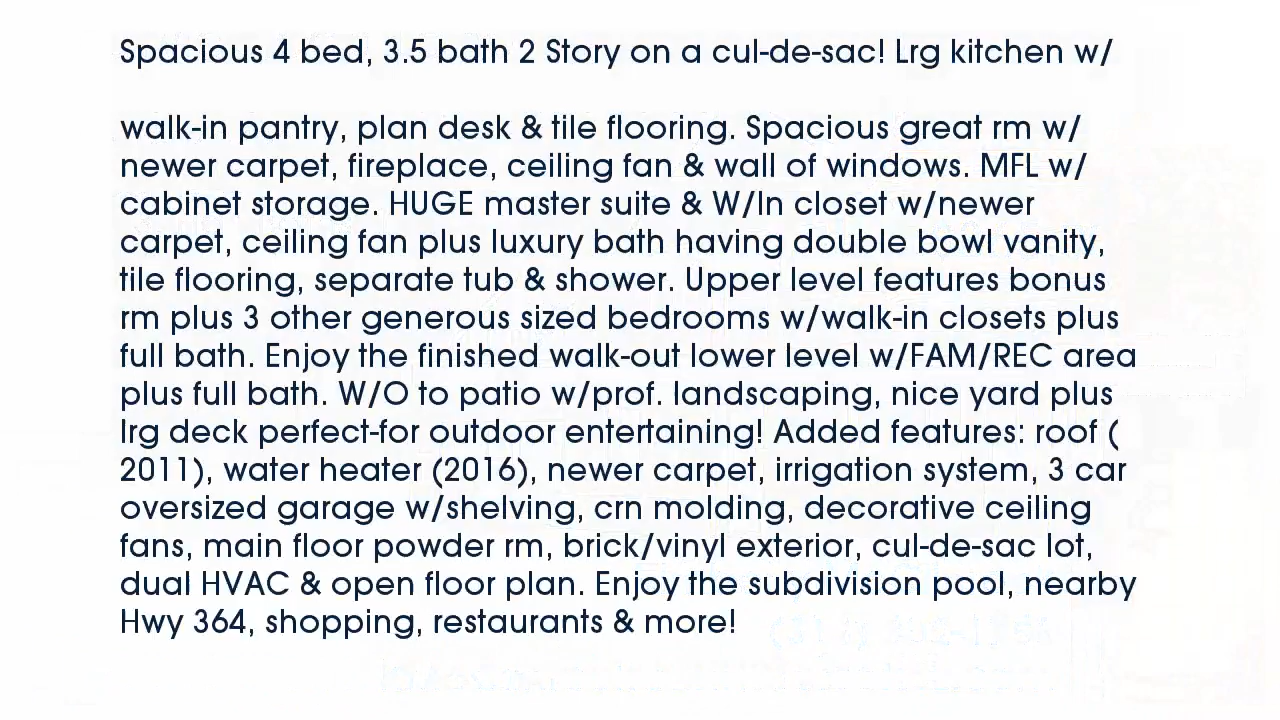 Spacious 4 bed, 3.5 bath 2 Story on a cul-de-sac! Lrg kitchen w/
walk-in pantry, plan desk & tile flooring. Spacious great rm w/
newer carpet, fireplace, ceiling fan & wall of windows. MFL w/
cabinet storage. HUGE master suite & W/In closet w/newer
carpet, ceiling fan plus luxury bath having double bowl vanity,
tile flooring, separate tub & shower. Upper level features bonus
rm plus 3 other generous sized bedrooms w/walk-in closets plus
full bath. Enjoy the finished walk-out lower level w/FAM/REC area
plus full bath. W/O to patio w/prof. landscaping, nice yard plus
lrg deck perfect-for outdoor entertaining! Added features: roof (
2011), water heater (2016), newer carpet, irrigation system, 3 car
oversized garage w/shelving, crn molding, decorative ceiling
fans, main floor powder rm, brick/vinyl exterior, cul-de-sac lot,
dual HVAC & open floor plan. Enjoy the subdivision pool, nearby
Hwy 364, shopping, restaurants & more!